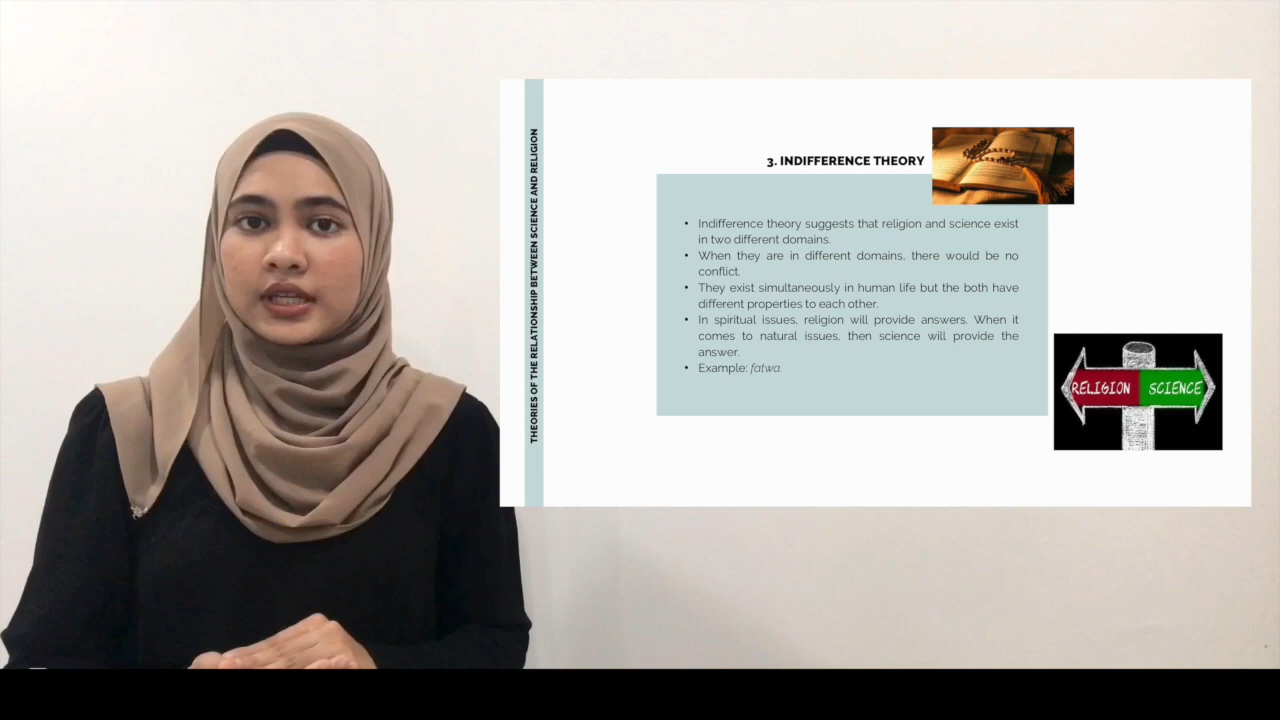 THEORIES OF THE RELATIONSHIP BETWEEN SCIENCE AND RELIGION
3. INDIFFERENCE THEORY
• Indifference theory suggests that religion and science exist
in two different domains.
• When they are in different domains, there would be no
conflict.
• They exist simultaneously in human life but the both have
different properties to each other.
• In spiritual issues, religion will provide answers. When it
comes to natural issues, then science will provide the
answer.
• Example: fatwa.
RELIGION SCIENCE